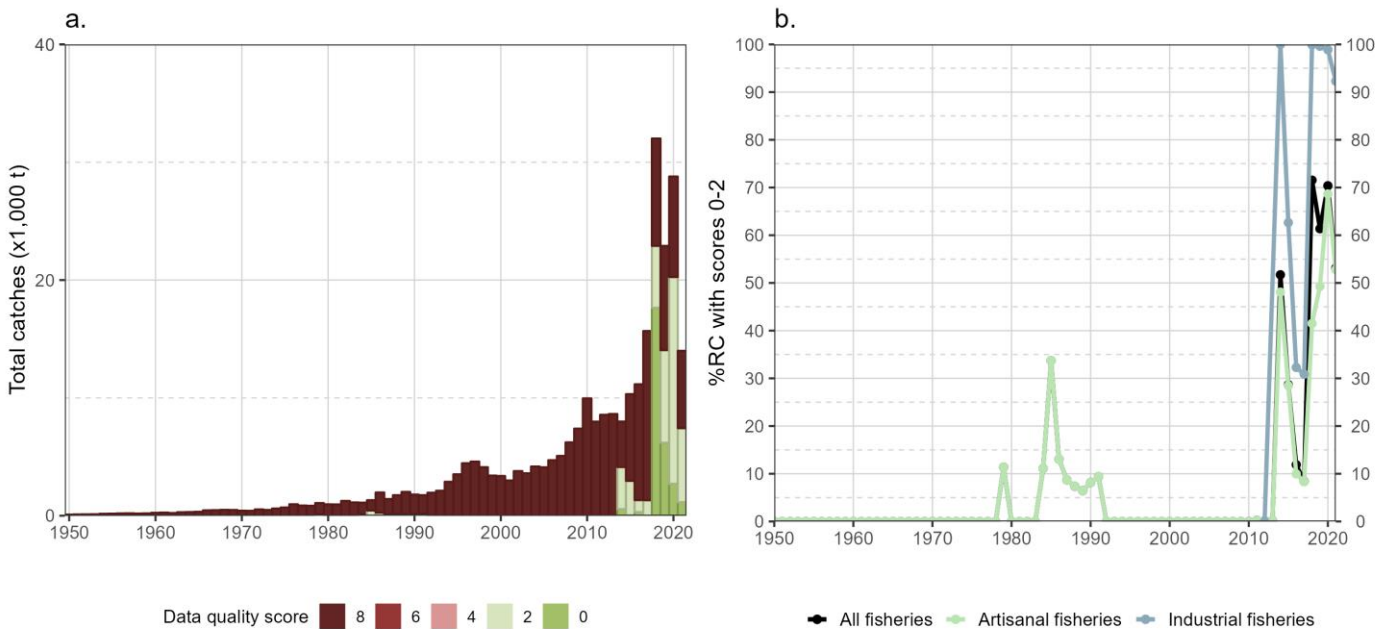 a.
Total catches (x1,000 t)
40
20
0
1950 1960 1970 1980 1990 2000 2010 2020
Data quality score 8 6 4 2 0
b.
%RC with scores 0-2
100 100
90 90
80 80
70 70
60 60
50 50
40 40
30 30
20 20
10 10
0 0
1950 1960 1970 1980 1990 2000 2010 2020
All fisheries Artisanal fisheries Industrial fisheries